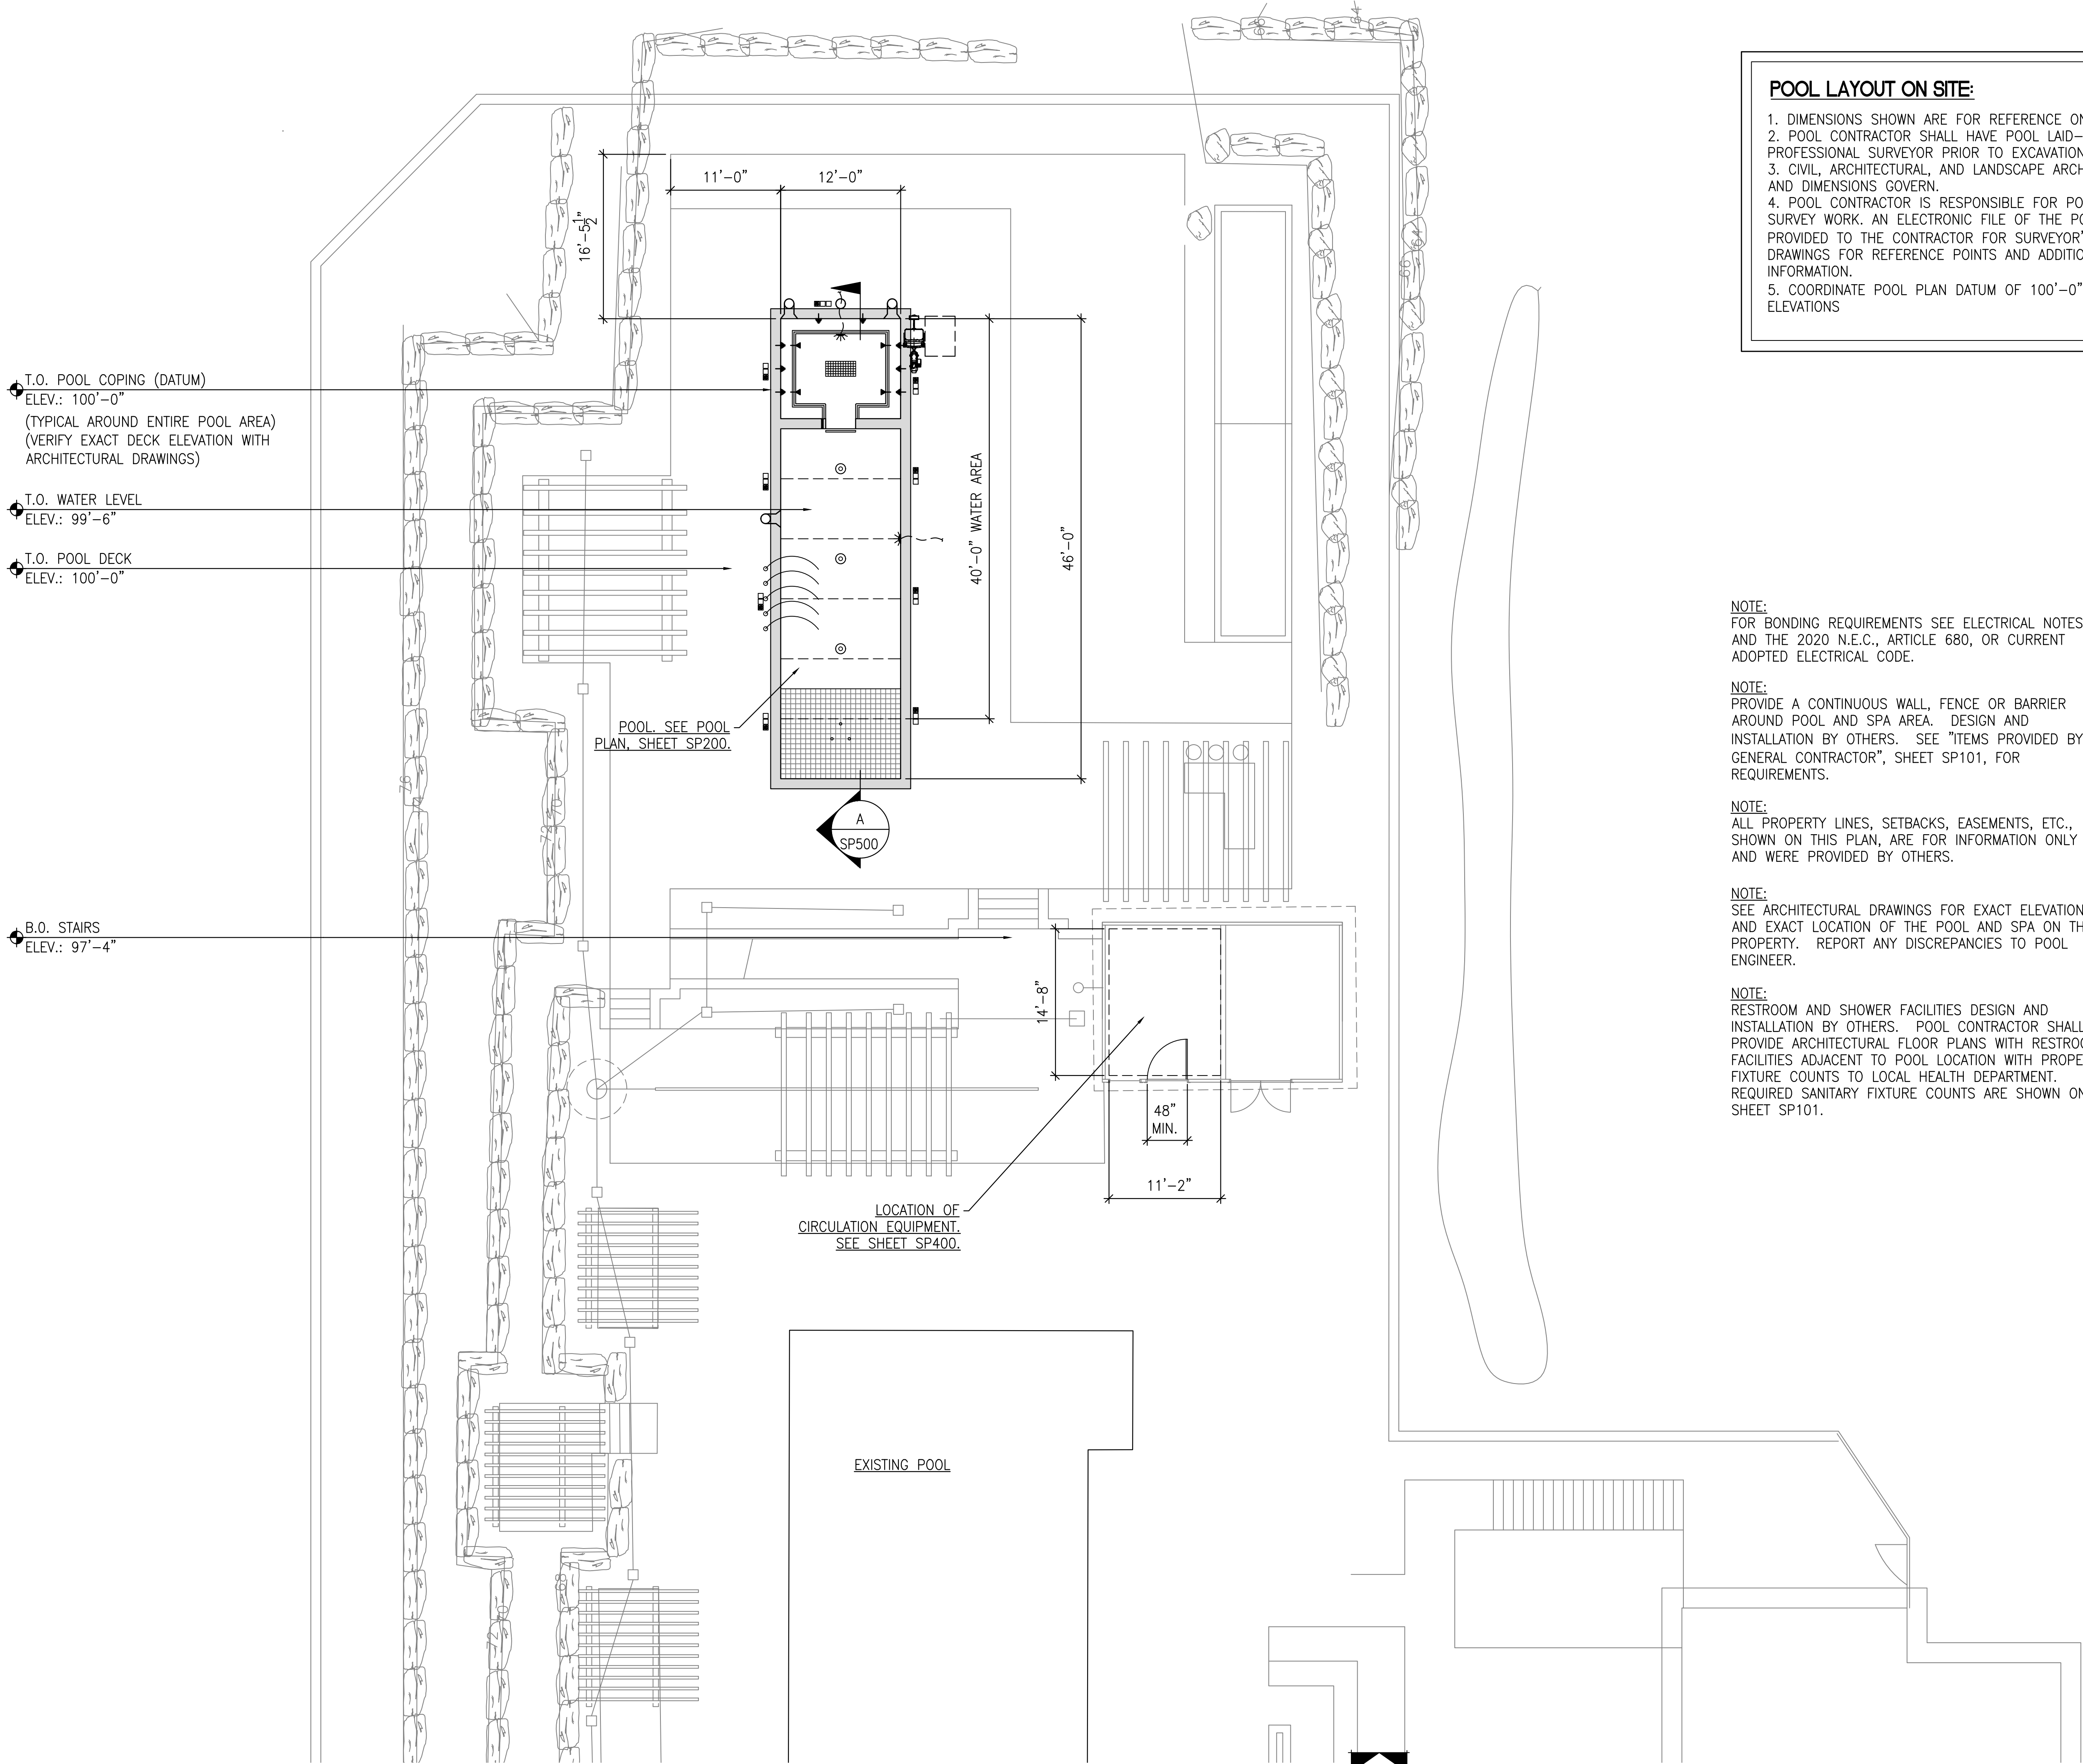 POOL LAYOUT ON SITE:
1. DIMENSIONS SHOWN ARE FOR REFERENCE
2. POOL CONTRACTOR SHALL HAVE POOL LAID-
PROFESSIONAL SURVEYOR PRIOR TO EXCAVATION
3. CIVIL, ARCHITECTURAL, AND LANDSCAPE
AND DIMENSIONS GOVERN.
4. POOL CONTRACTOR IS RESPONSIBLE FOR
SURVEY WORK. AN ELECTRONIC FILE OF THE
PROVIDED TO THE CONTRACTOR FOR SURVEYOR'
DRAWINGS FOR REFERENCE POINTS AND
INFORMATION.
5. COORDINATE POOL PLAN DATUM OF 100'-0"
ELEVATIONS
11'-0"
12'-0"
16'-5 1/2"
T.O. POOL COPING (DATUM)
ELEV.: 100'-0"
(TYPICAL AROUND ENTIRE POOL AREA)
(VERIFY EXACT DECK ELEVATION WITH
ARCHITECTURAL DRAWINGS)
T.O. WATER LEVEL
ELEV.: 99'-6"
T.O. POOL DECK
ELEV.: 100'-0"
40'-0" WATER AREA
46'-0"
POOL. SEE POOL
PLAN, SHEET SP200.
A
SP500
B.O. STAIRS
ELEV.: 97'-4"
14'-8"
48"
MIN.
11'-2"
LOCATION OF
CIRCULATION EQUIPMENT.
SEE SHEET SP400.
EXISTING POOL
76
72
70
68
72
70
NOTE:
FOR BONDING REQUIREMENTS SEE ELECTRICAL NOTES
AND THE 2020 N.E.C., ARTICLE 680, OR CURRENT
ADOPTED ELECTRICAL CODE.
NOTE:
PROVIDE A CONTINUOUS WALL, FENCE OR BARRIER
AROUND POOL AND SPA AREA. DESIGN AND
INSTALLATION BY OTHERS. SEE "ITEMS PROVIDED BY
GENERAL CONTRACTOR", SHEET SP101, FOR
REQUIREMENTS.
NOTE:
ALL PROPERTY LINES, SETBACKS, EASEMENTS, ETC.,
SHOWN ON THIS PLAN, ARE FOR INFORMATION ONLY
AND WERE PROVIDED BY OTHERS.
NOTE:
SEE ARCHITECTURAL DRAWINGS FOR EXACT ELEVATION
AND EXACT LOCATION OF THE POOL AND SPA ON
PROPERTY. REPORT ANY DISCREPANCIES TO POOL
ENGINEER.
NOTE:
RESTROOM AND SHOWER FACILITIES DESIGN AND
INSTALLATION BY OTHERS. POOL CONTRACTOR SHALL
PROVIDE ARCHITECTURAL FLOOR PLANS WITH
FACILITIES ADJACENT TO POOL LOCATION WITH
FIXTURE COUNTS TO LOCAL HEALTH DEPARTMENT.
REQUIRED SANITARY FIXTURE COUNTS ARE SHOWN ON
SHEET SP101.